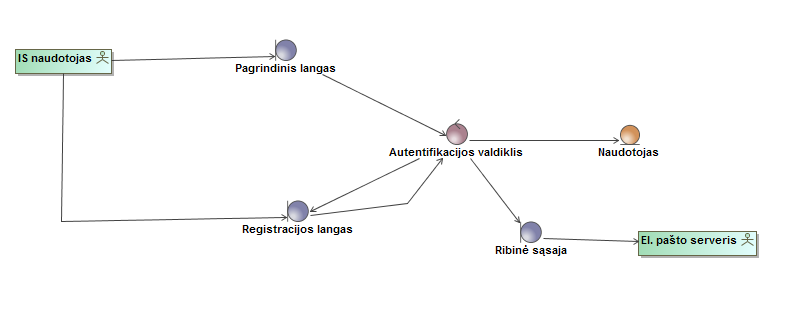 IS naudotojas
Pagrindinis langas
Autentifikacijos valdiklis
Naudotojas
Registracijos langas
Ribinė sąsaja
El. pašto serveris